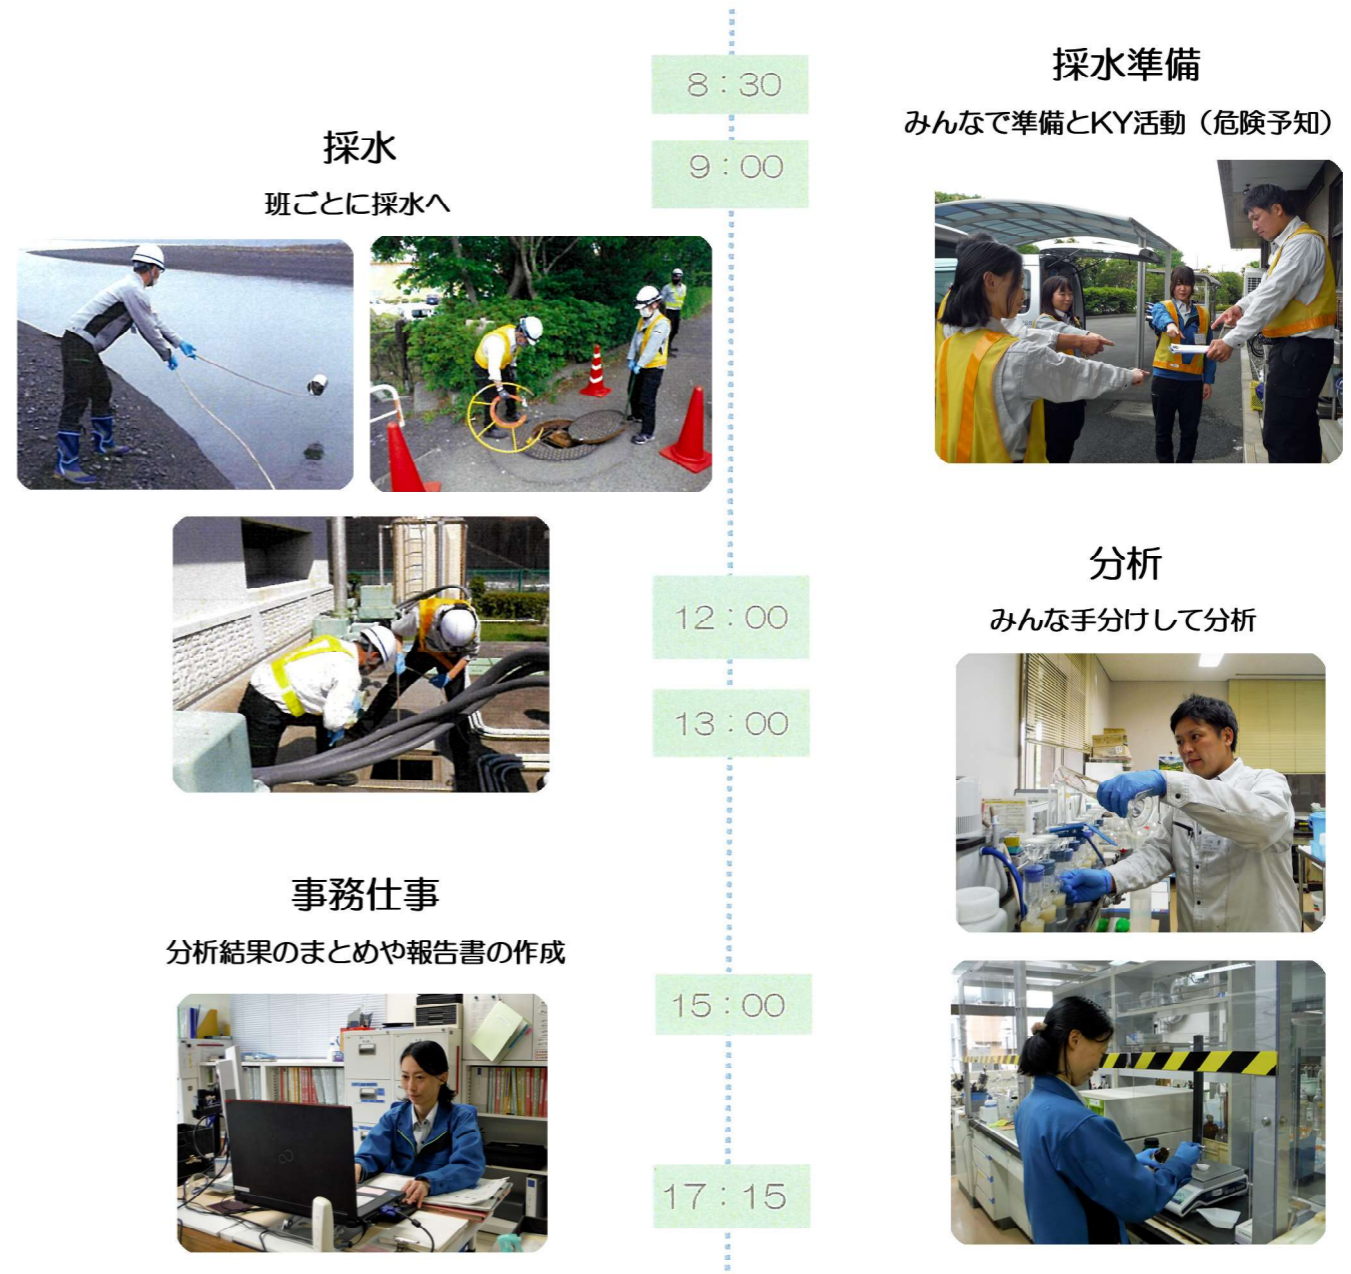 8：30
採水準備
みんなで準備とKY活動（危険予知）
9：00
採水
班ごとに採水へ
12：00
13：00
分析
みんな手分けして分析
15：00
事務仕事
分析結果のまとめや報告書の作成
17：15